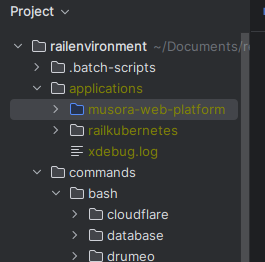 Project
railenvironment ~/Documents/
.batch-scripts
applications
musora-web-platform
railkubernetes
xdebug.log
commands
bash
cloudflare
database
drumeo